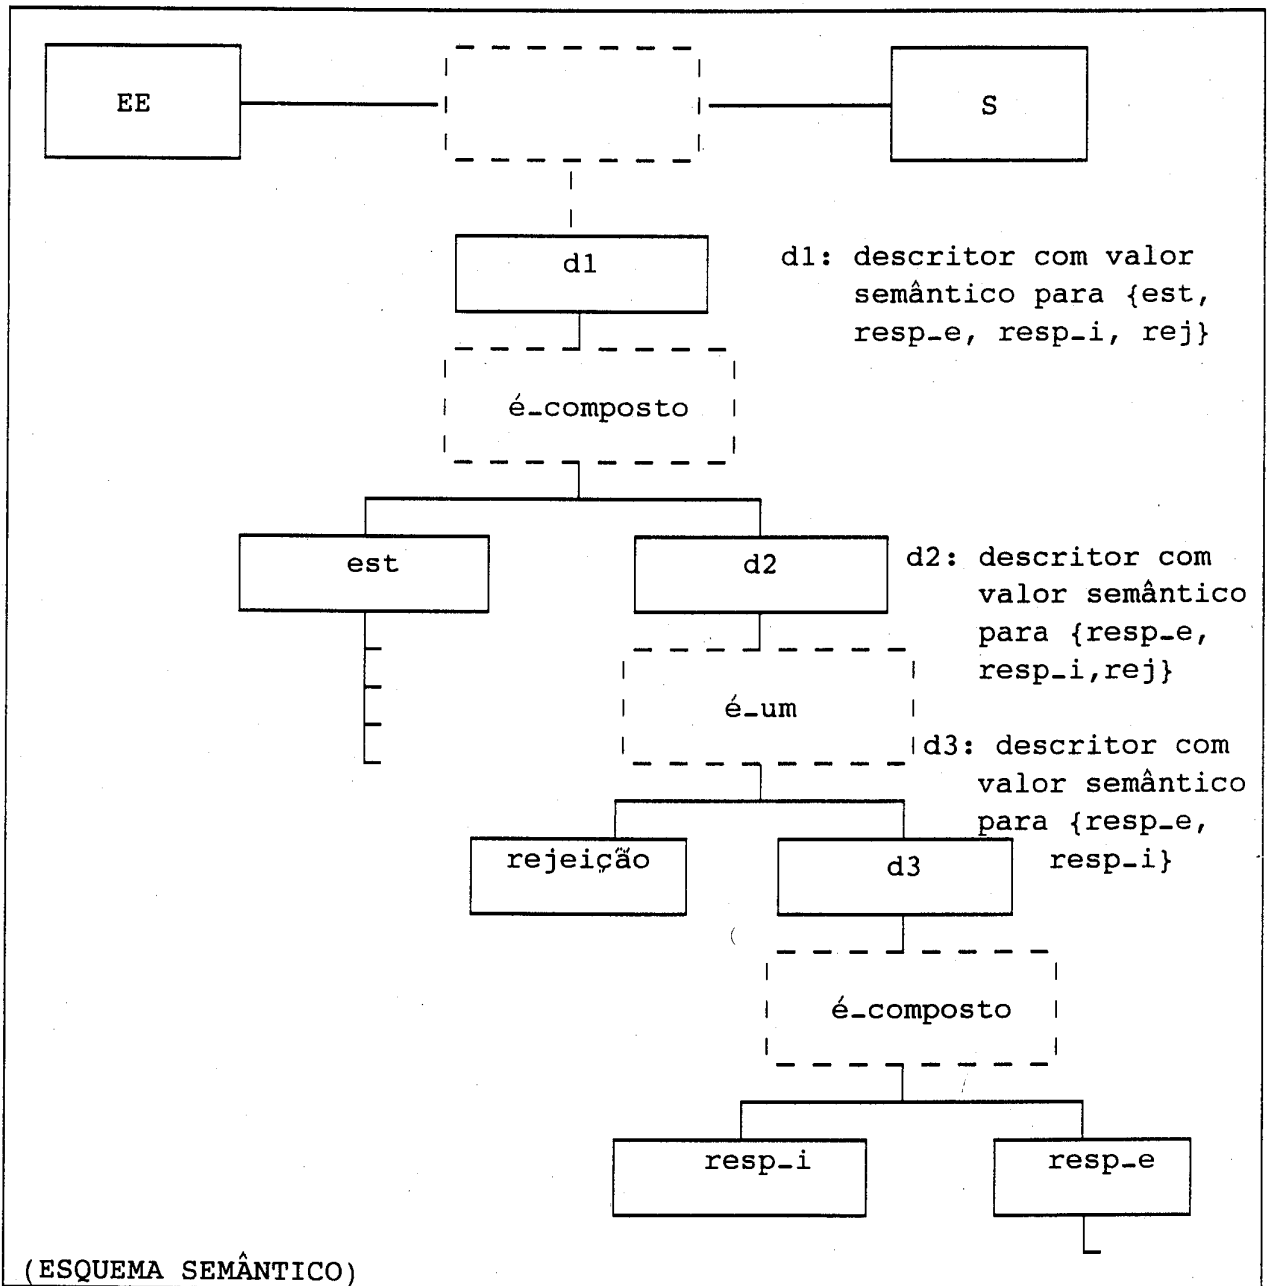 EE
S
d1
d1: descritor com valor
semântico para {est,
resp_e, resp_i, rej}
é_composto
est
d2
d2: descritor com
valor semântico
para {resp_e,
resp_i,rej}
é_um
d3: descritor com
valor semântico
para {resp_e,
resp_i}
rejeição
d3
é_composto
resp_i
resp_e
(ESQUEMA SEMÂNTICO)